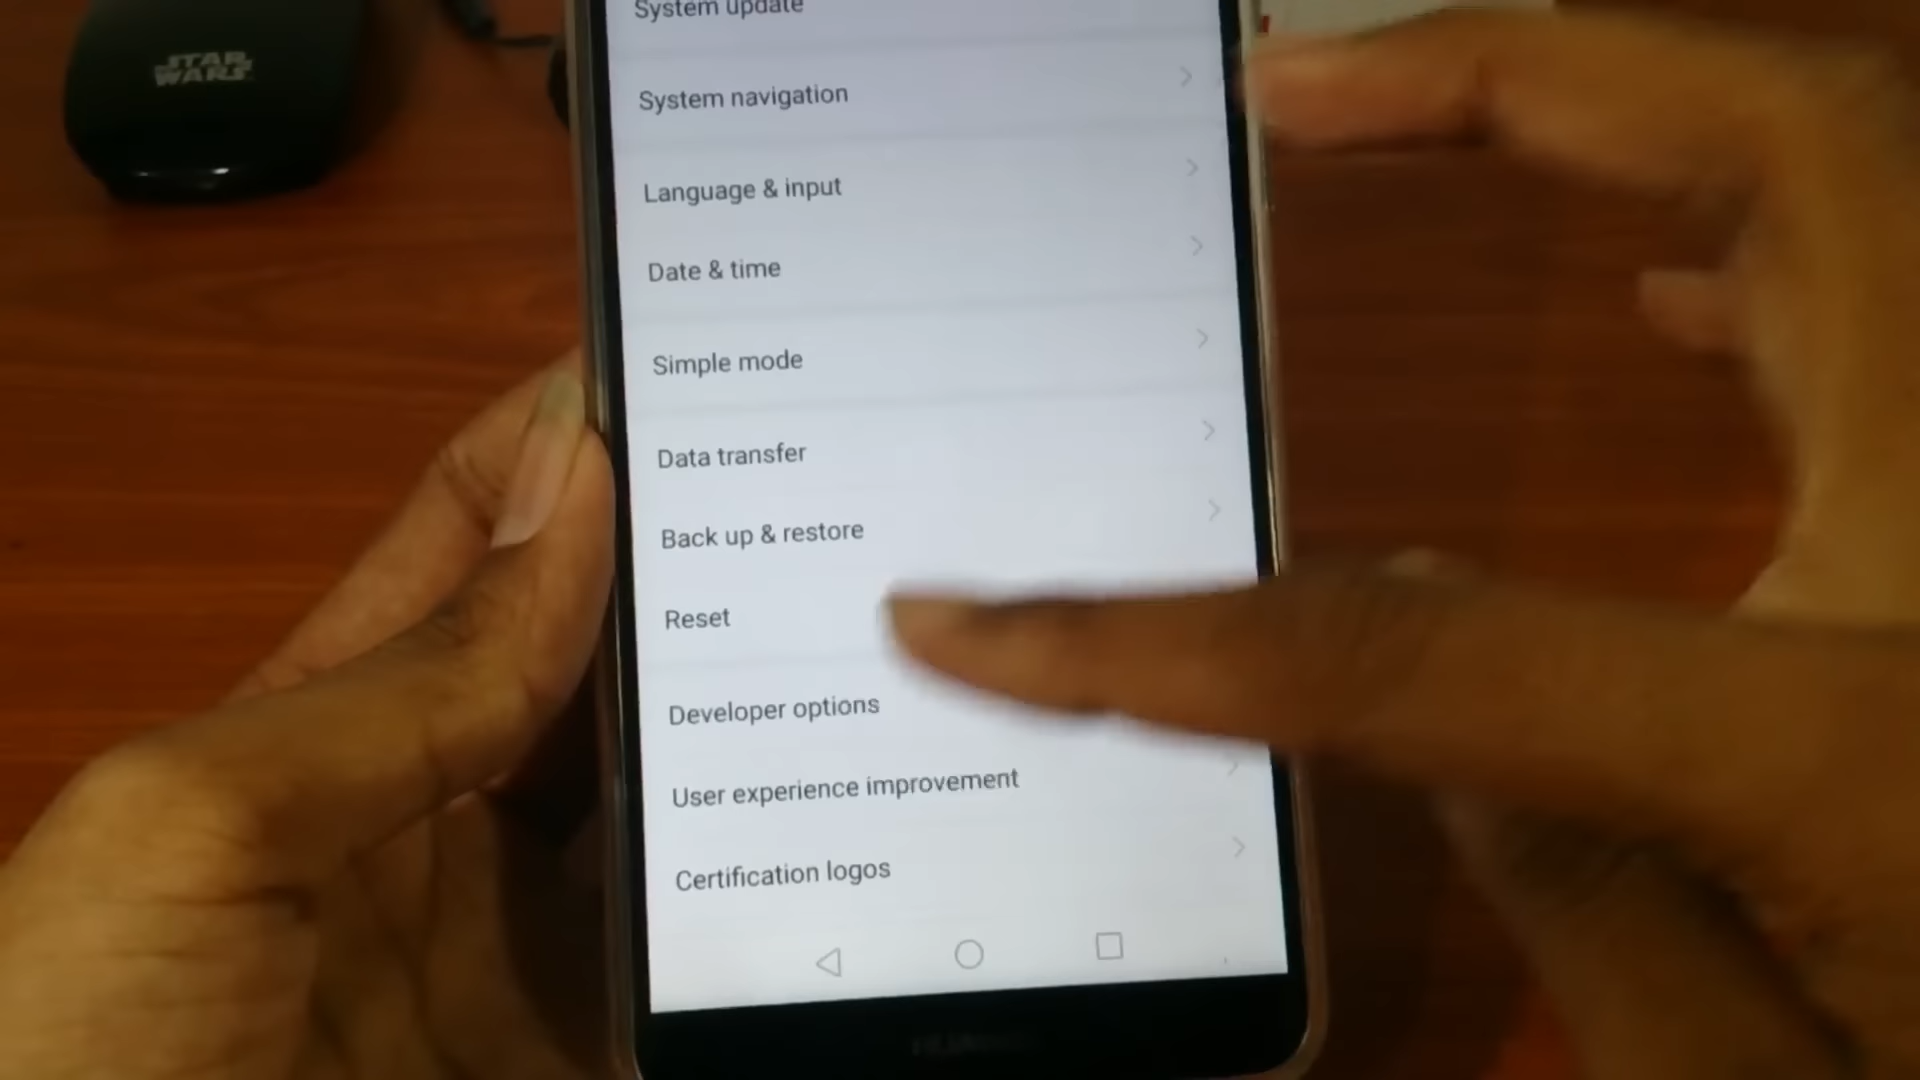 STAR
WARS
System update
System navigation
Language & input
Date & time
Simple mode
Data transfer
Back up & restore
Reset
Developer options
User experience improvement
Certification logos
HUAWEI